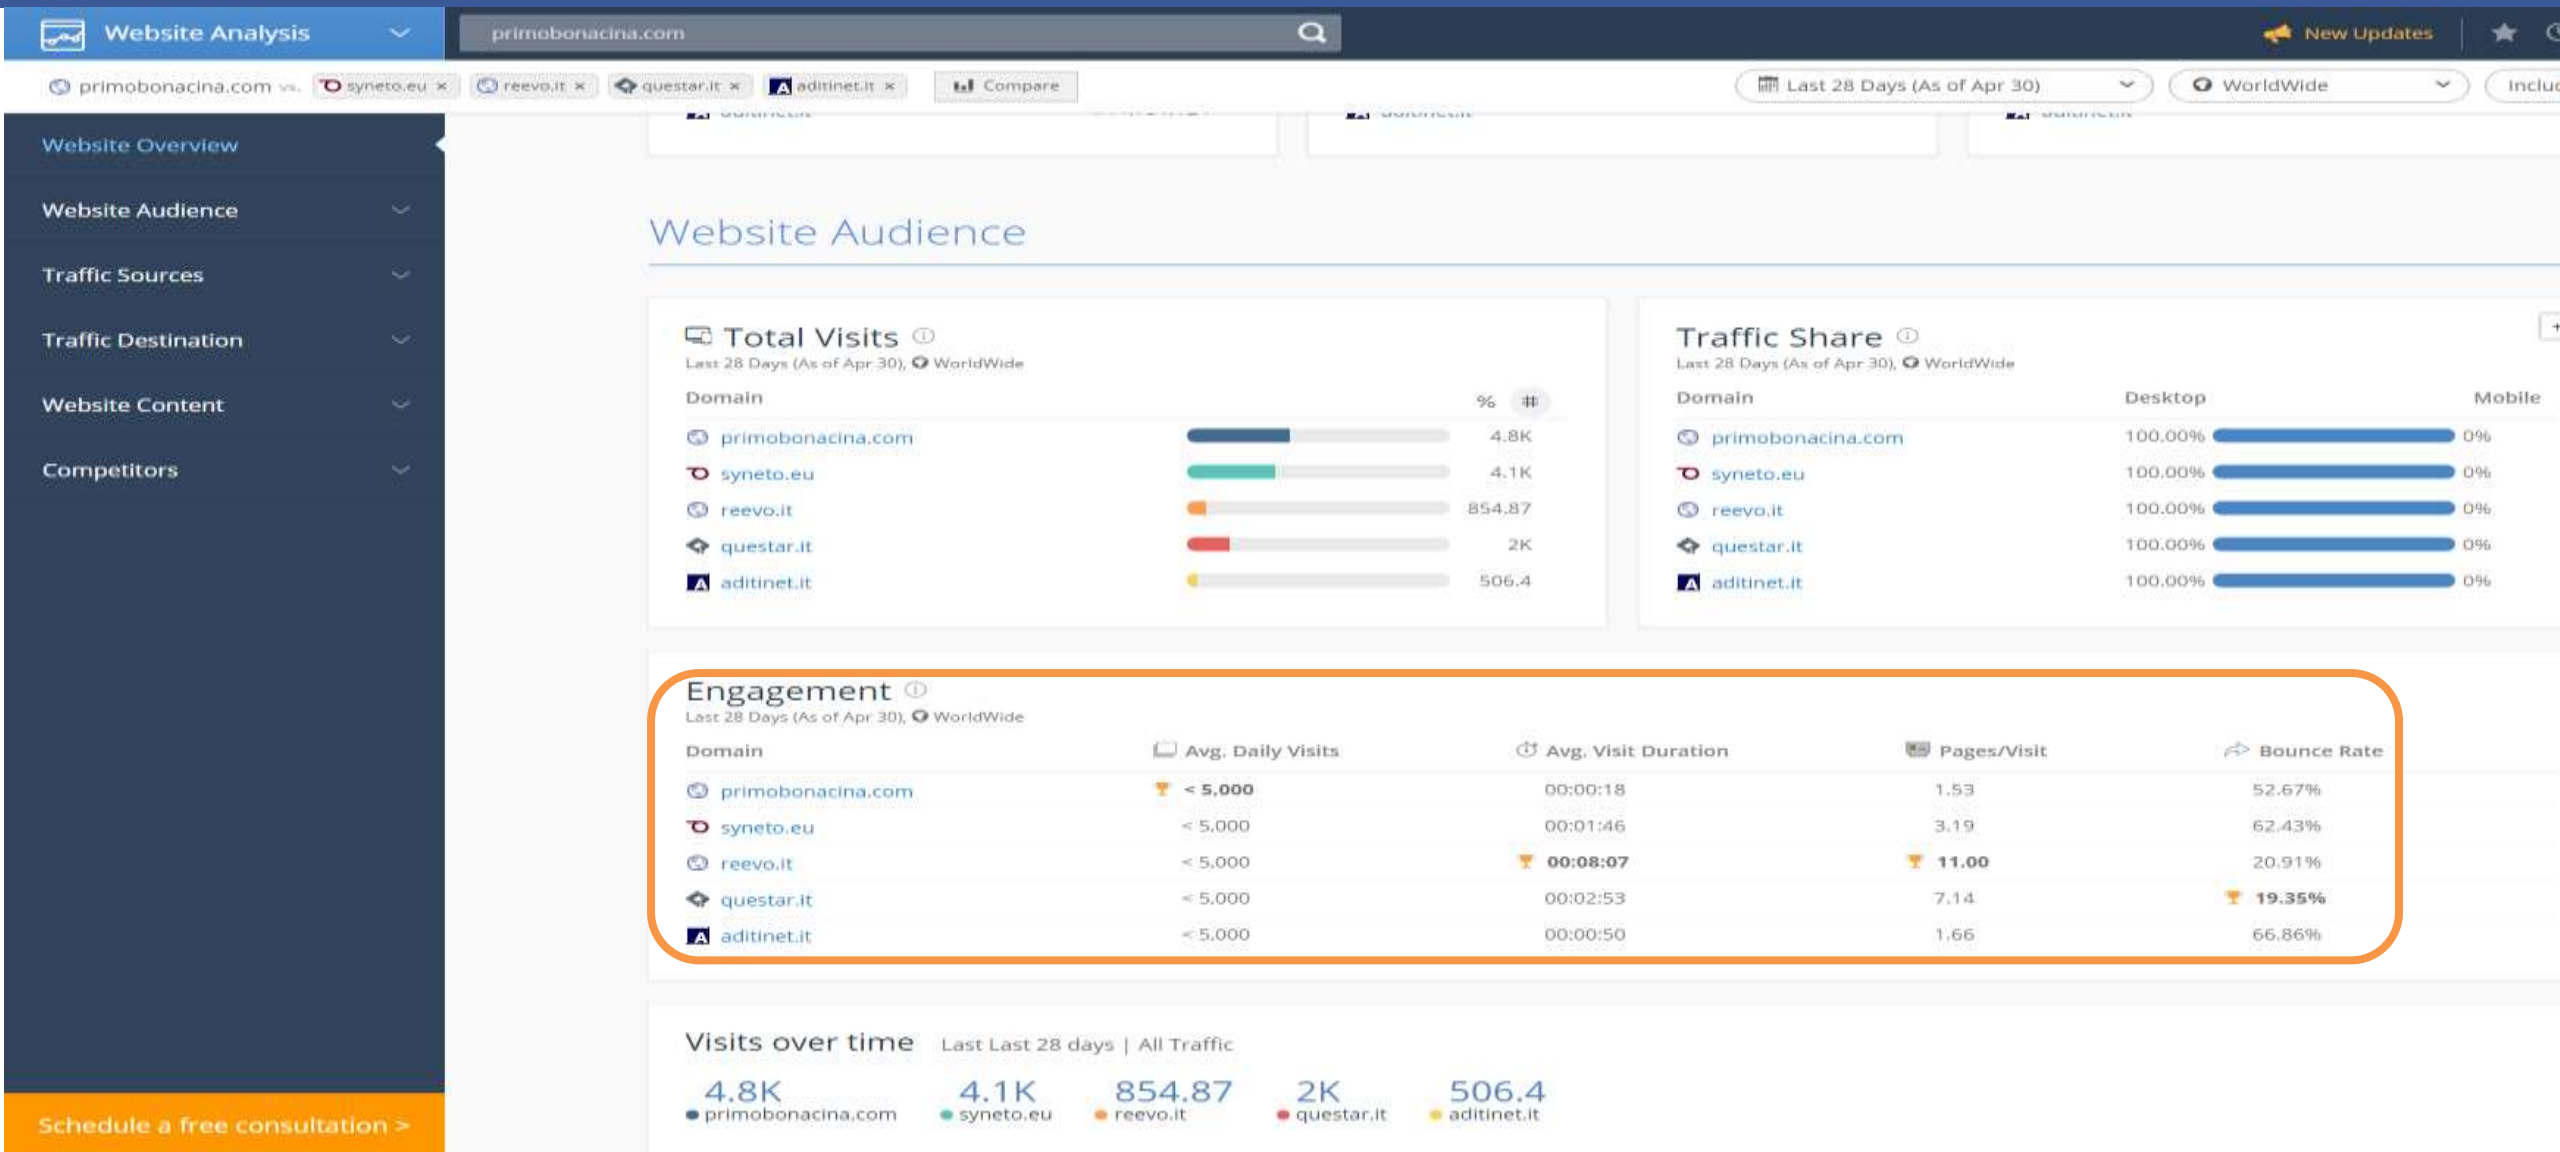 Website Analysis
primobonacina.com
New Updates
primobonacina.com vs. syneto.eu × reevo.it × questar.it × aditinet.it × Compare
Last 28 Days (As of Apr 30) WorldWide Includ
Website Overview
Website Audience
Traffic Sources
Traffic Destination
Website Content
Competitors
Schedule a free consultation >
Website Audience
Total Visits
Last 28 Days (As of Apr 30), WorldWide
Domain % #
primobonacina.com 4.8K
syneto.eu 4.1K
reevo.it 854.87
questar.it 2K
aditinet.it 506.4
Traffic Share
Last 28 Days (As of Apr 30), WorldWide
Domain Desktop Mobile
primobonacina.com 100.00% 0%
syneto.eu 100.00% 0%
reevo.it 100.00% 0%
questar.it 100.00% 0%
aditinet.it 100.00% 0%
Engagement
Last 28 Days (As of Apr 30), WorldWide
Domain Avg. Daily Visits Avg. Visit Duration Pages/Visit Bounce Rate
primobonacina.com < 5,000 00:00:18 1.53 52.67%
syneto.eu < 5,000 00:01:46 3.19 62.43%
reevo.it < 5,000 00:08:07 11.00 20.91%
questar.it < 5,000 00:02:53 7.14 19.35%
aditinet.it < 5,000 00:00:50 1.66 66.86%
Visits over time Last Last 28 days | All Traffic
4.8K 4.1K 854.87 2K 506.4
primobonacina.com syneto.eu reevo.it questar.it aditinet.it